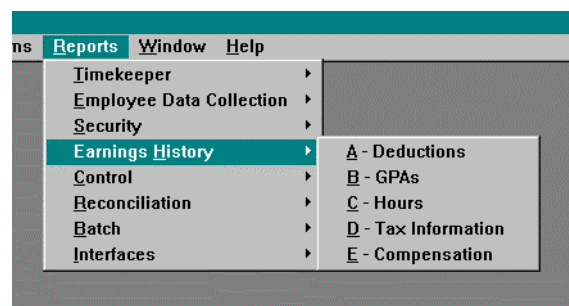 ns Reports Window Help
Timekeeper
Employee Data Collection
Security
Earnings History
Control
Reconciliation
Batch
Interfaces
A - Deductions
B - GPAs
C - Hours
D - Tax Information
E - Compensation